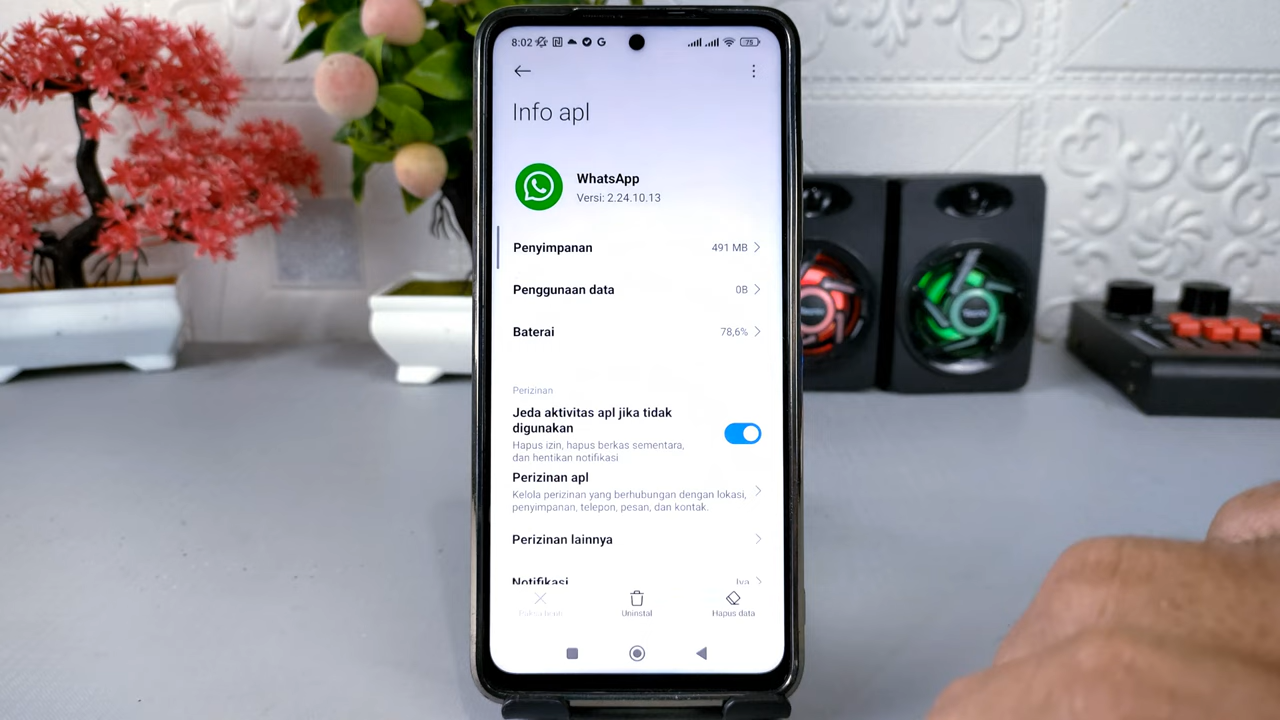 8:02 75
Info apl
WhatsApp
Versi: 2.24.10.13
Penyimpanan 491 MB
Penggunaan data 0B
Baterai 78,6%
Perizinan
Jeda aktivitas apl jika tidak
digunakan
Hapus izin, hapus berkas sementara,
dan hentikan notifikasi
Perizinan apl
Kelola perizinan yang berhubungan dengan lokasi,
penyimpanan, telepon, pesan, dan kontak.
Perizinan lainnya
Notifikasi Iya
Uninstal Hapus data